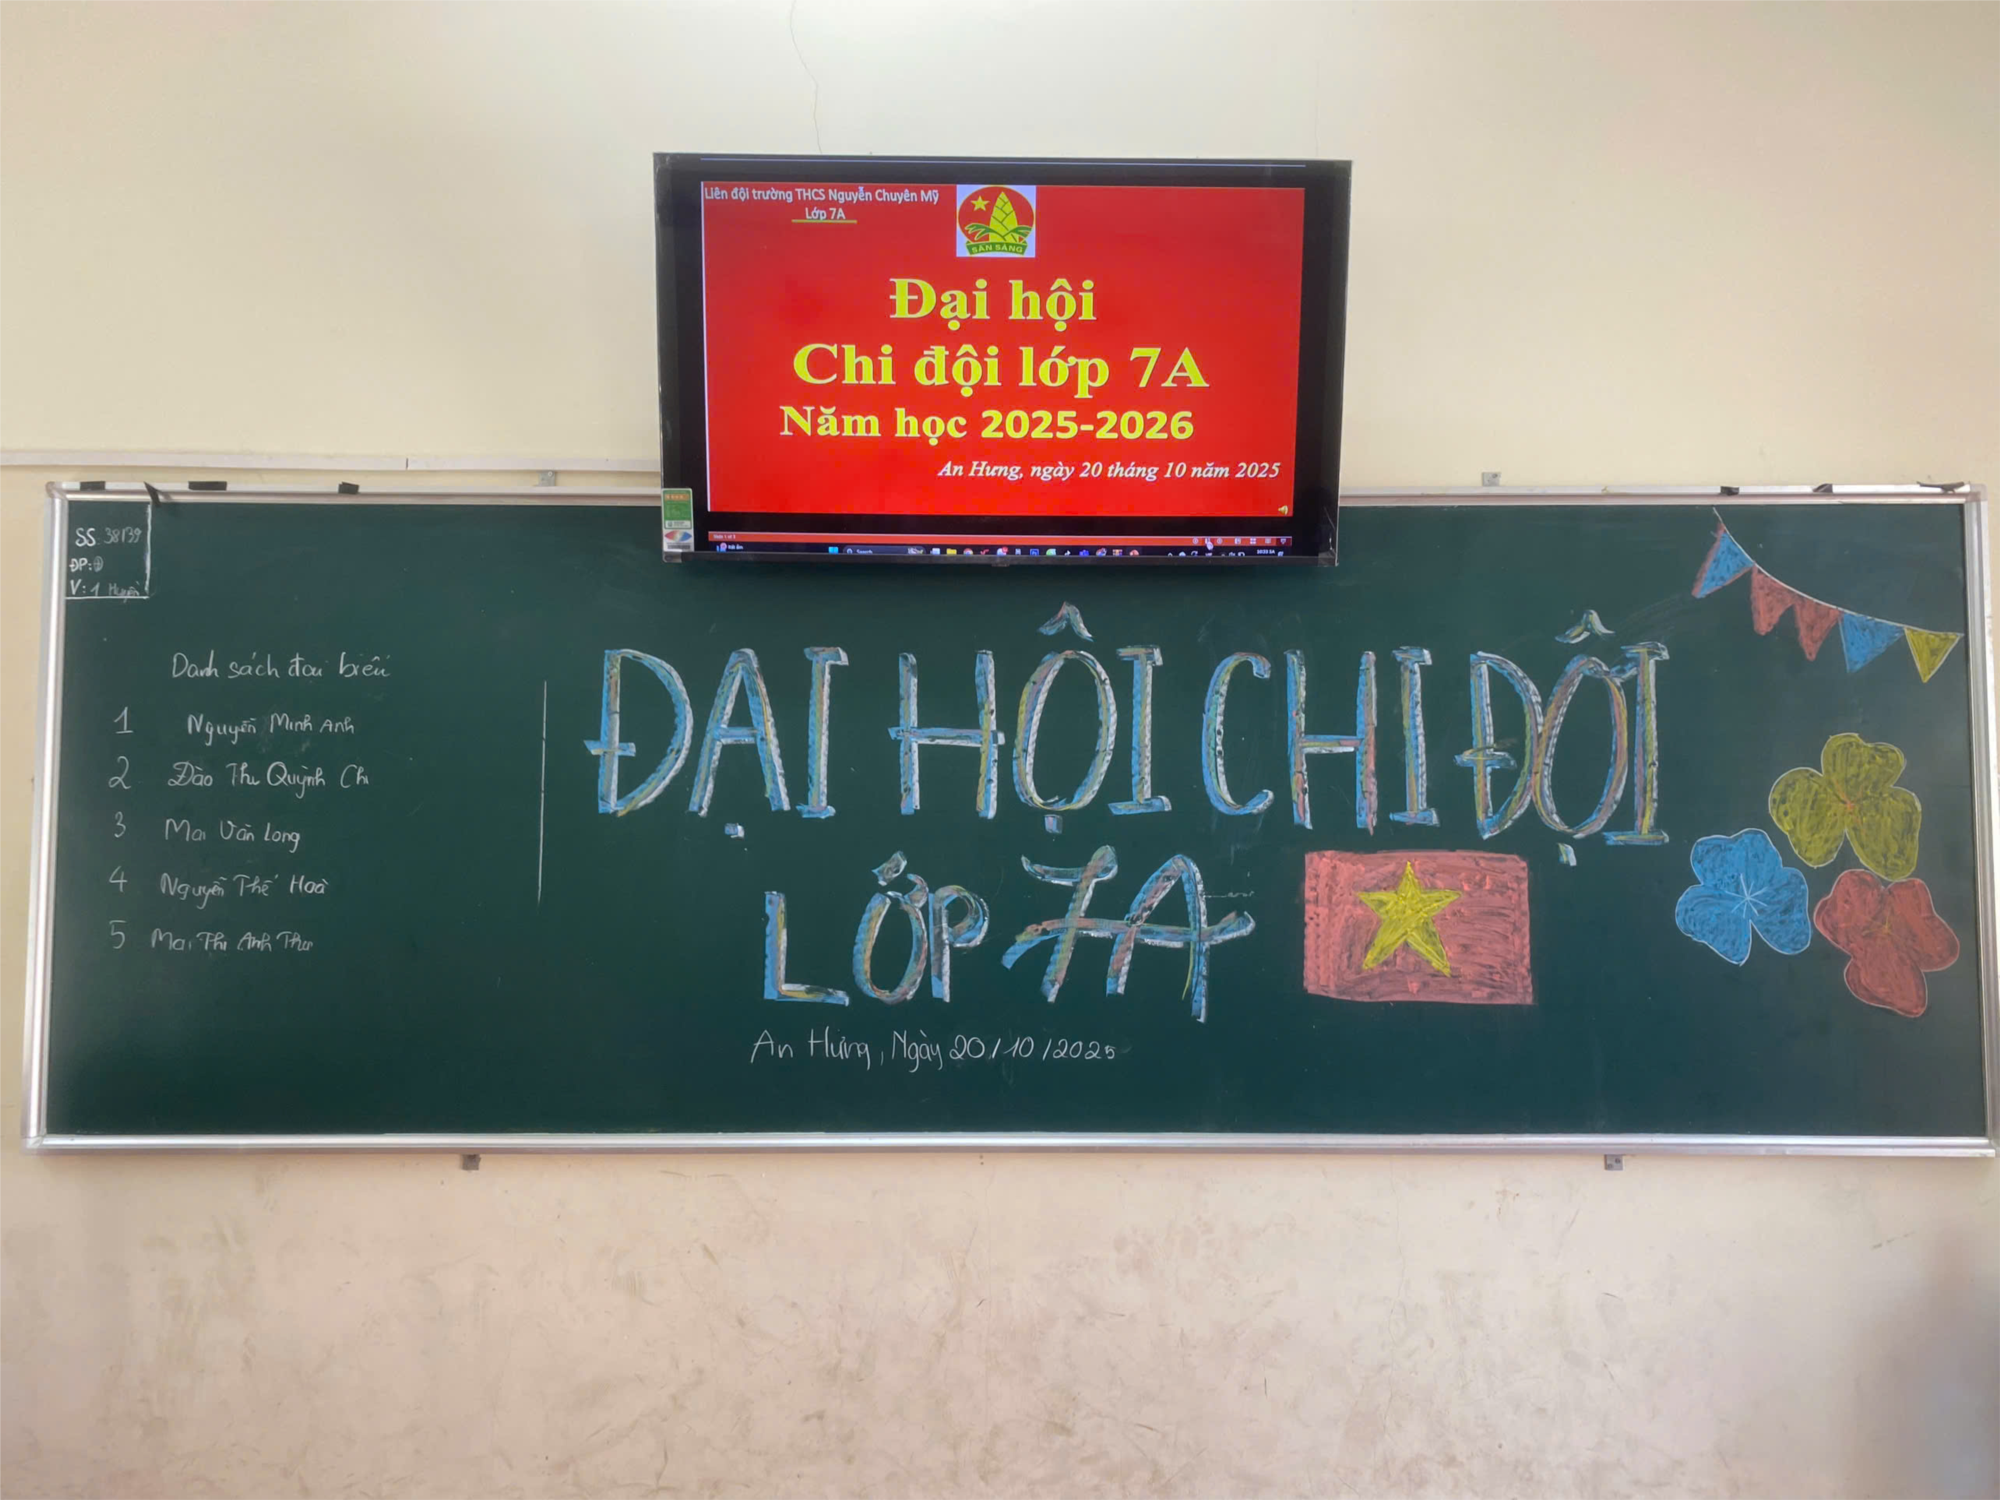 Liên đội trường THCS Nguyễn Chuyên Mỹ
Lớp 7A
SẴN SÀNG
Đại hội
Chi đội lớp 7A
Năm học 2025-2026
An Hưng, ngày 20 tháng 10 năm 2025
Search
SS: 38/39
ĐP:
V: 1 Huyền
Danh sách đại biểu
1 Nguyễn Minh Anh
2 Đào Thu Quỳnh Chi
3 Mai Văn Long
4 Nguyễn Thế Hoà
5 Mai Thị Anh Thư
ĐẠI HỘI CHI ĐỘI
LỚP 7A
An Hưng, Ngày 20/10/2025